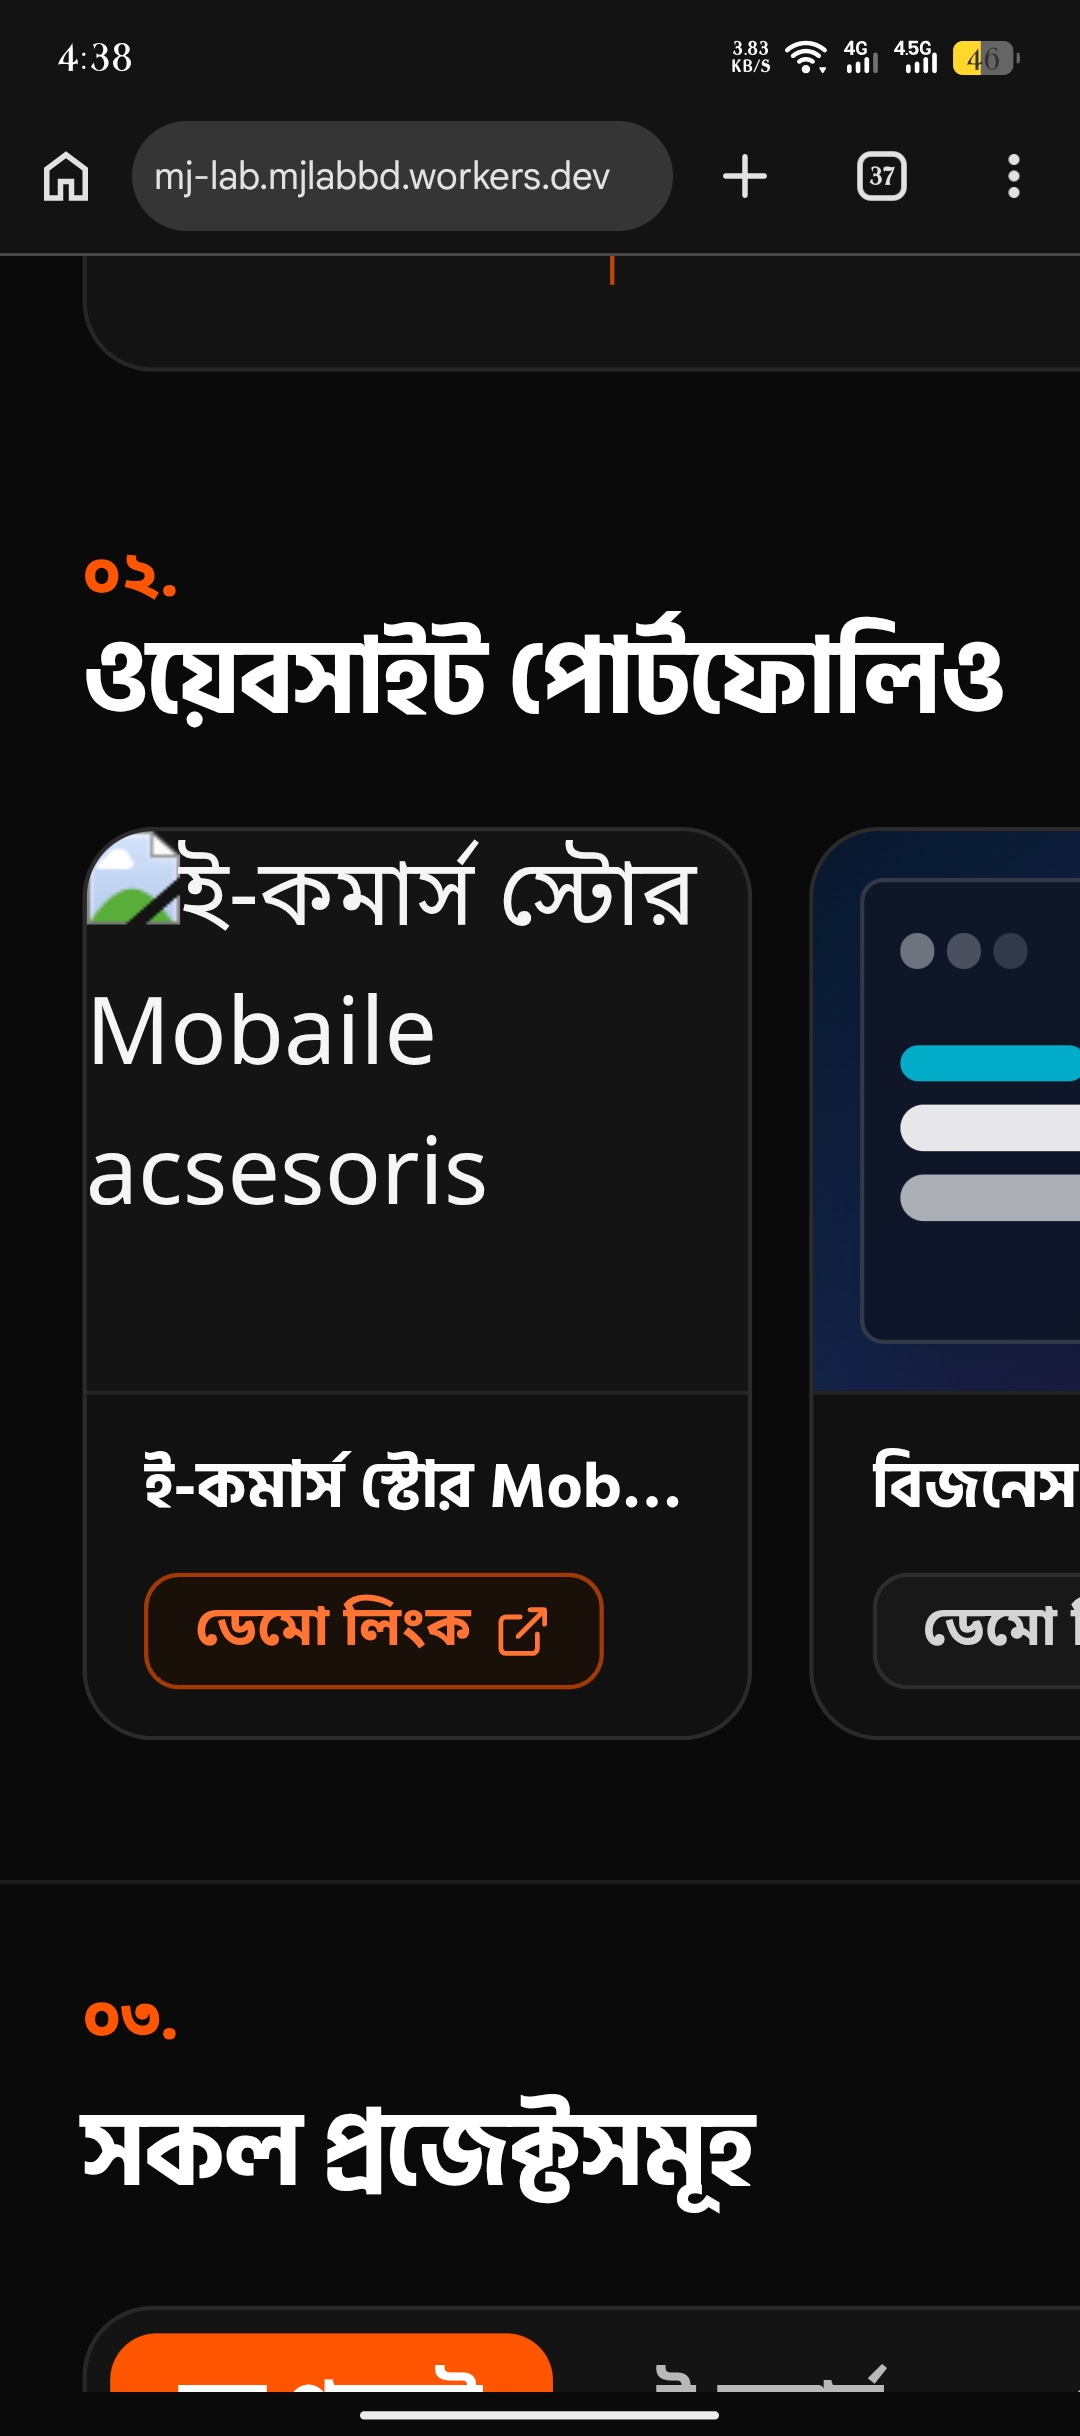 4:38
3.83
KB/S
4G
4.5G
46
mj-lab.mjlabbd.workers.dev
37
০২.
ওয়েবসাইট পোর্টফোলিও
ই-কমার্স স্টোর
Mobaile
acsesoris
ই-কমার্স স্টোর Mob...
বিজনেস
ডেমো লিংক
ডেমো
০৩.
সকল প্রজেক্টসমূহ